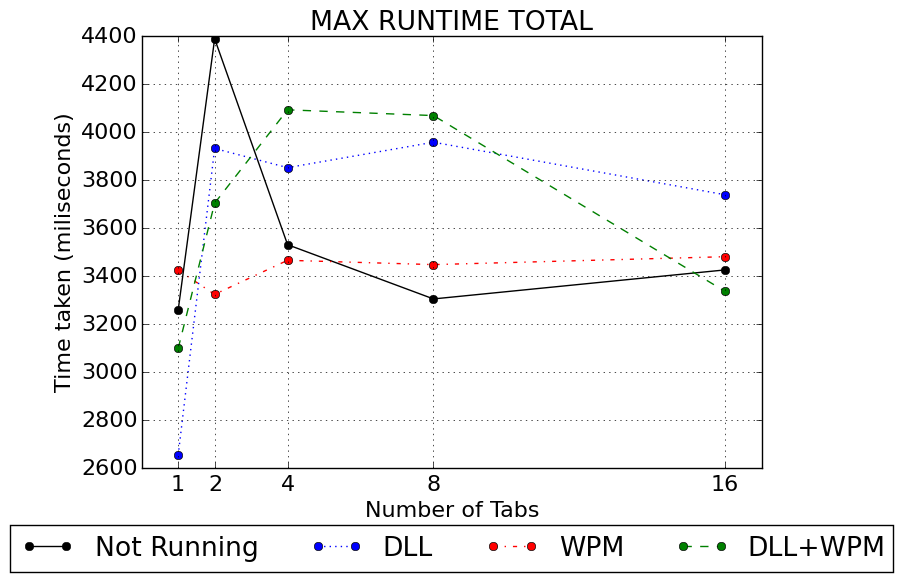 MAX RUNTIME TOTAL
4400
4200
4000
3800
3600
3400
3200
3000
2800
2600
Time taken (miliseconds)
1 2 4 8 16
Number of Tabs
Not Running DLL WPM DLL+WPM